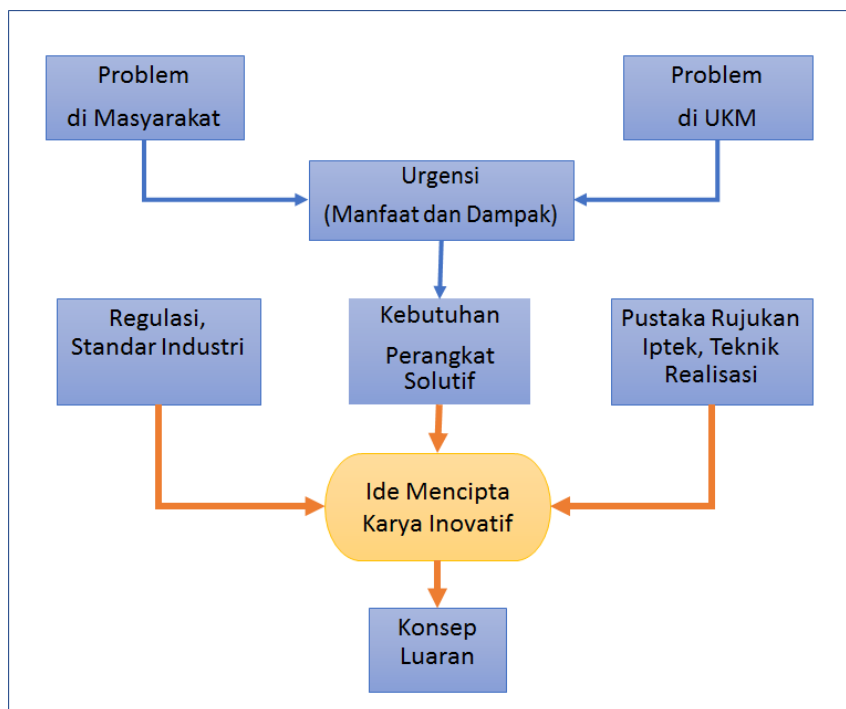 Problem
di Masyarakat
Problem
di UKM
Urgensi
(Manfaat dan Dampak)
Regulasi,
Standar Industri
Kebutuhan
Perangkat
Solutif
Pustaka Rujukan
Iptek, Teknik
Realisasi
Ide Mencipta
Karya Inovatif
Konsep
Luaran